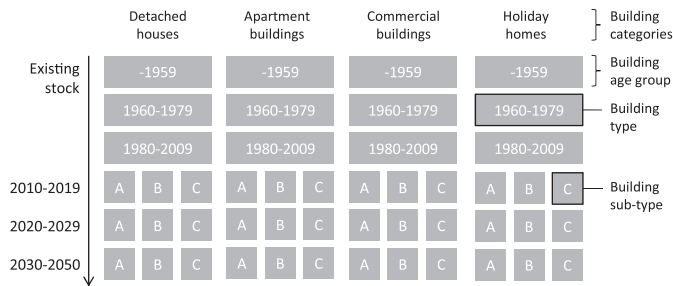 Detached houses
Apartment buildings
Commercial buildings
Holiday homes
Building categories
Existing stock
-1959 -1959 -1959 -1959
Building age group
1960-1979 1960-1979 1960-1979 1960-1979
Building type
1980-2009 1980-2009 1980-2009 1980-2009
2010-2019 A B C A B C A B C A B C
Building sub-type
2020-2029 A B C A B C A B C A B C
2030-2050 A B C A B C A B C A B C